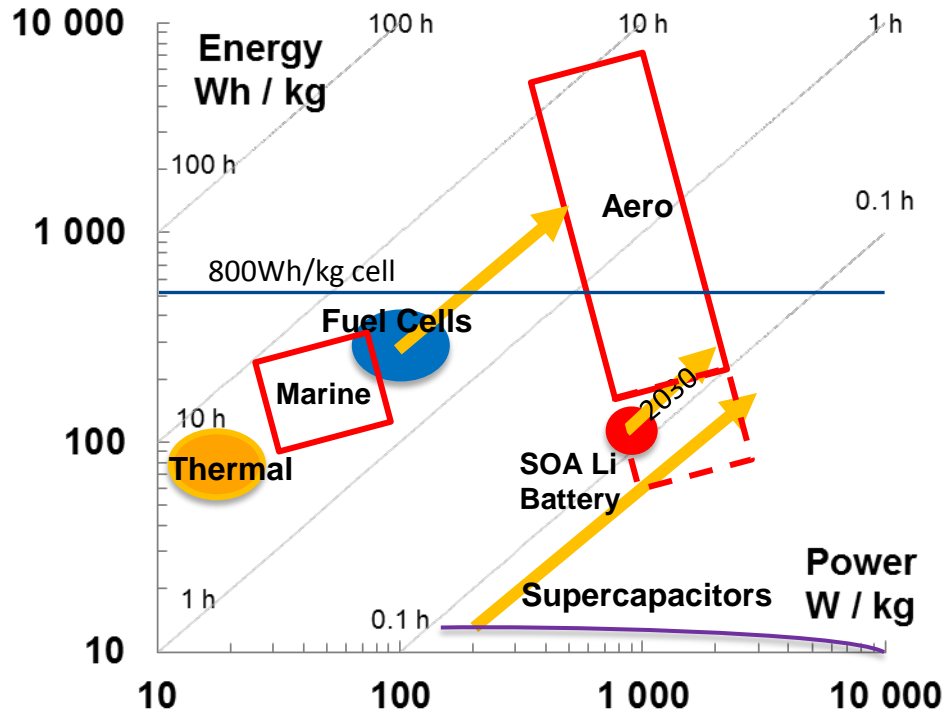 10 000
100 h
10 h
1 h
Energy
Wh / kg
100 h
0.1 h
Aero
1 000
800Wh/kg cell
Fuel Cells
Marine
2030
10 h
100
Thermal
SOA Li
Battery
Power
W / kg
Supercapacitors
1 h
0.1 h
10
10
100
1 000
10 000